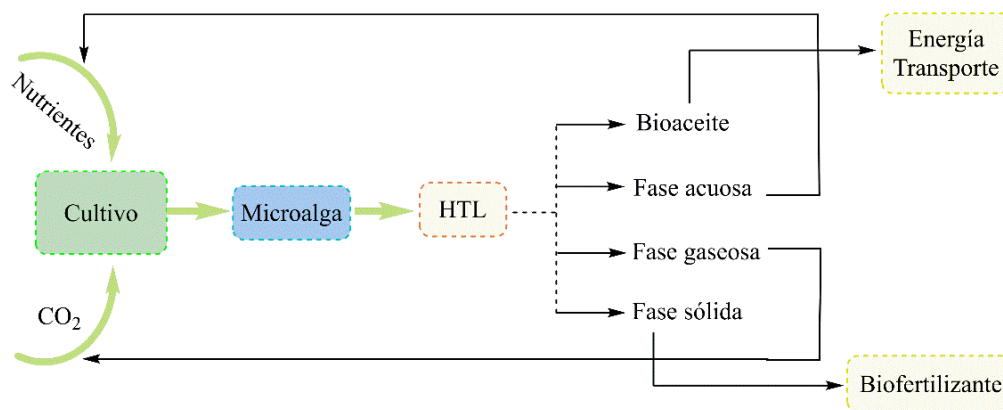 Energía
Transporte
Nutrientes
Bioaceite
Fase acuosa
Cultivo
Microalga
HTL
Fase gaseosa
CO₂
Fase sólida
Biofertilizante